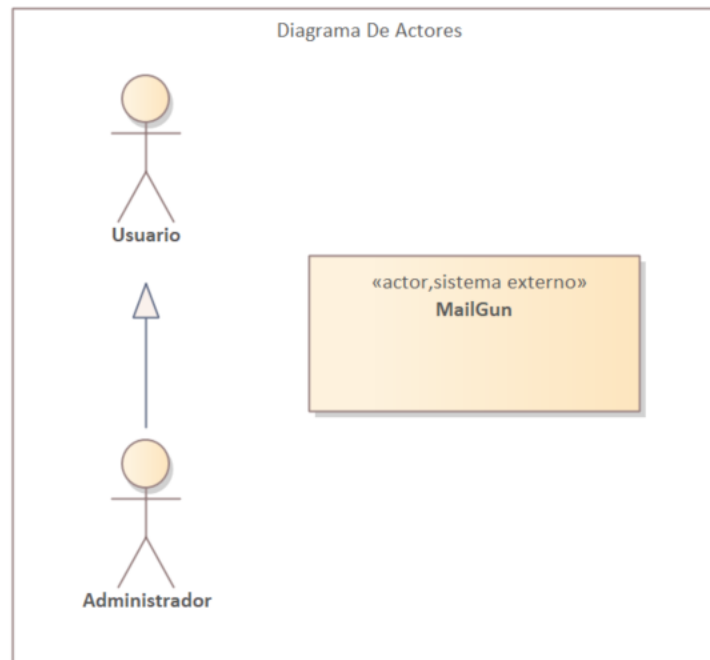 Diagrama De Actores
Usuario
«actor,sistema externo»
MailGun
Administrador